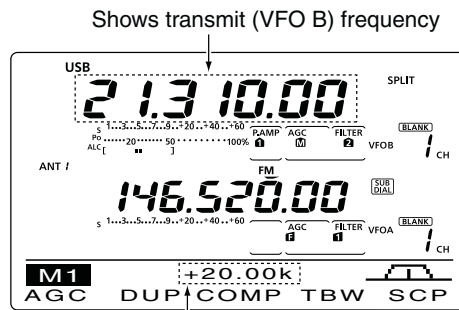 Shows transmit (VFO B) frequency
USB
21.310.00
SPLIT
S 1...3...5...7...9...+20...+40...+60
Po ......20......50..........100%
ALC[ ]
P.AMP 1 AGC M FILTER 2 VFOB
BLANK
1 CH
ANT 1
FM
146.520.00
SUB DIAL
S 1...3...5...7...9...+20...+40...+60
AGC F FILTER 1 VFOA
BLANK
1 CH
M1
+20.00k
AGC DUP COMP TBW SCP